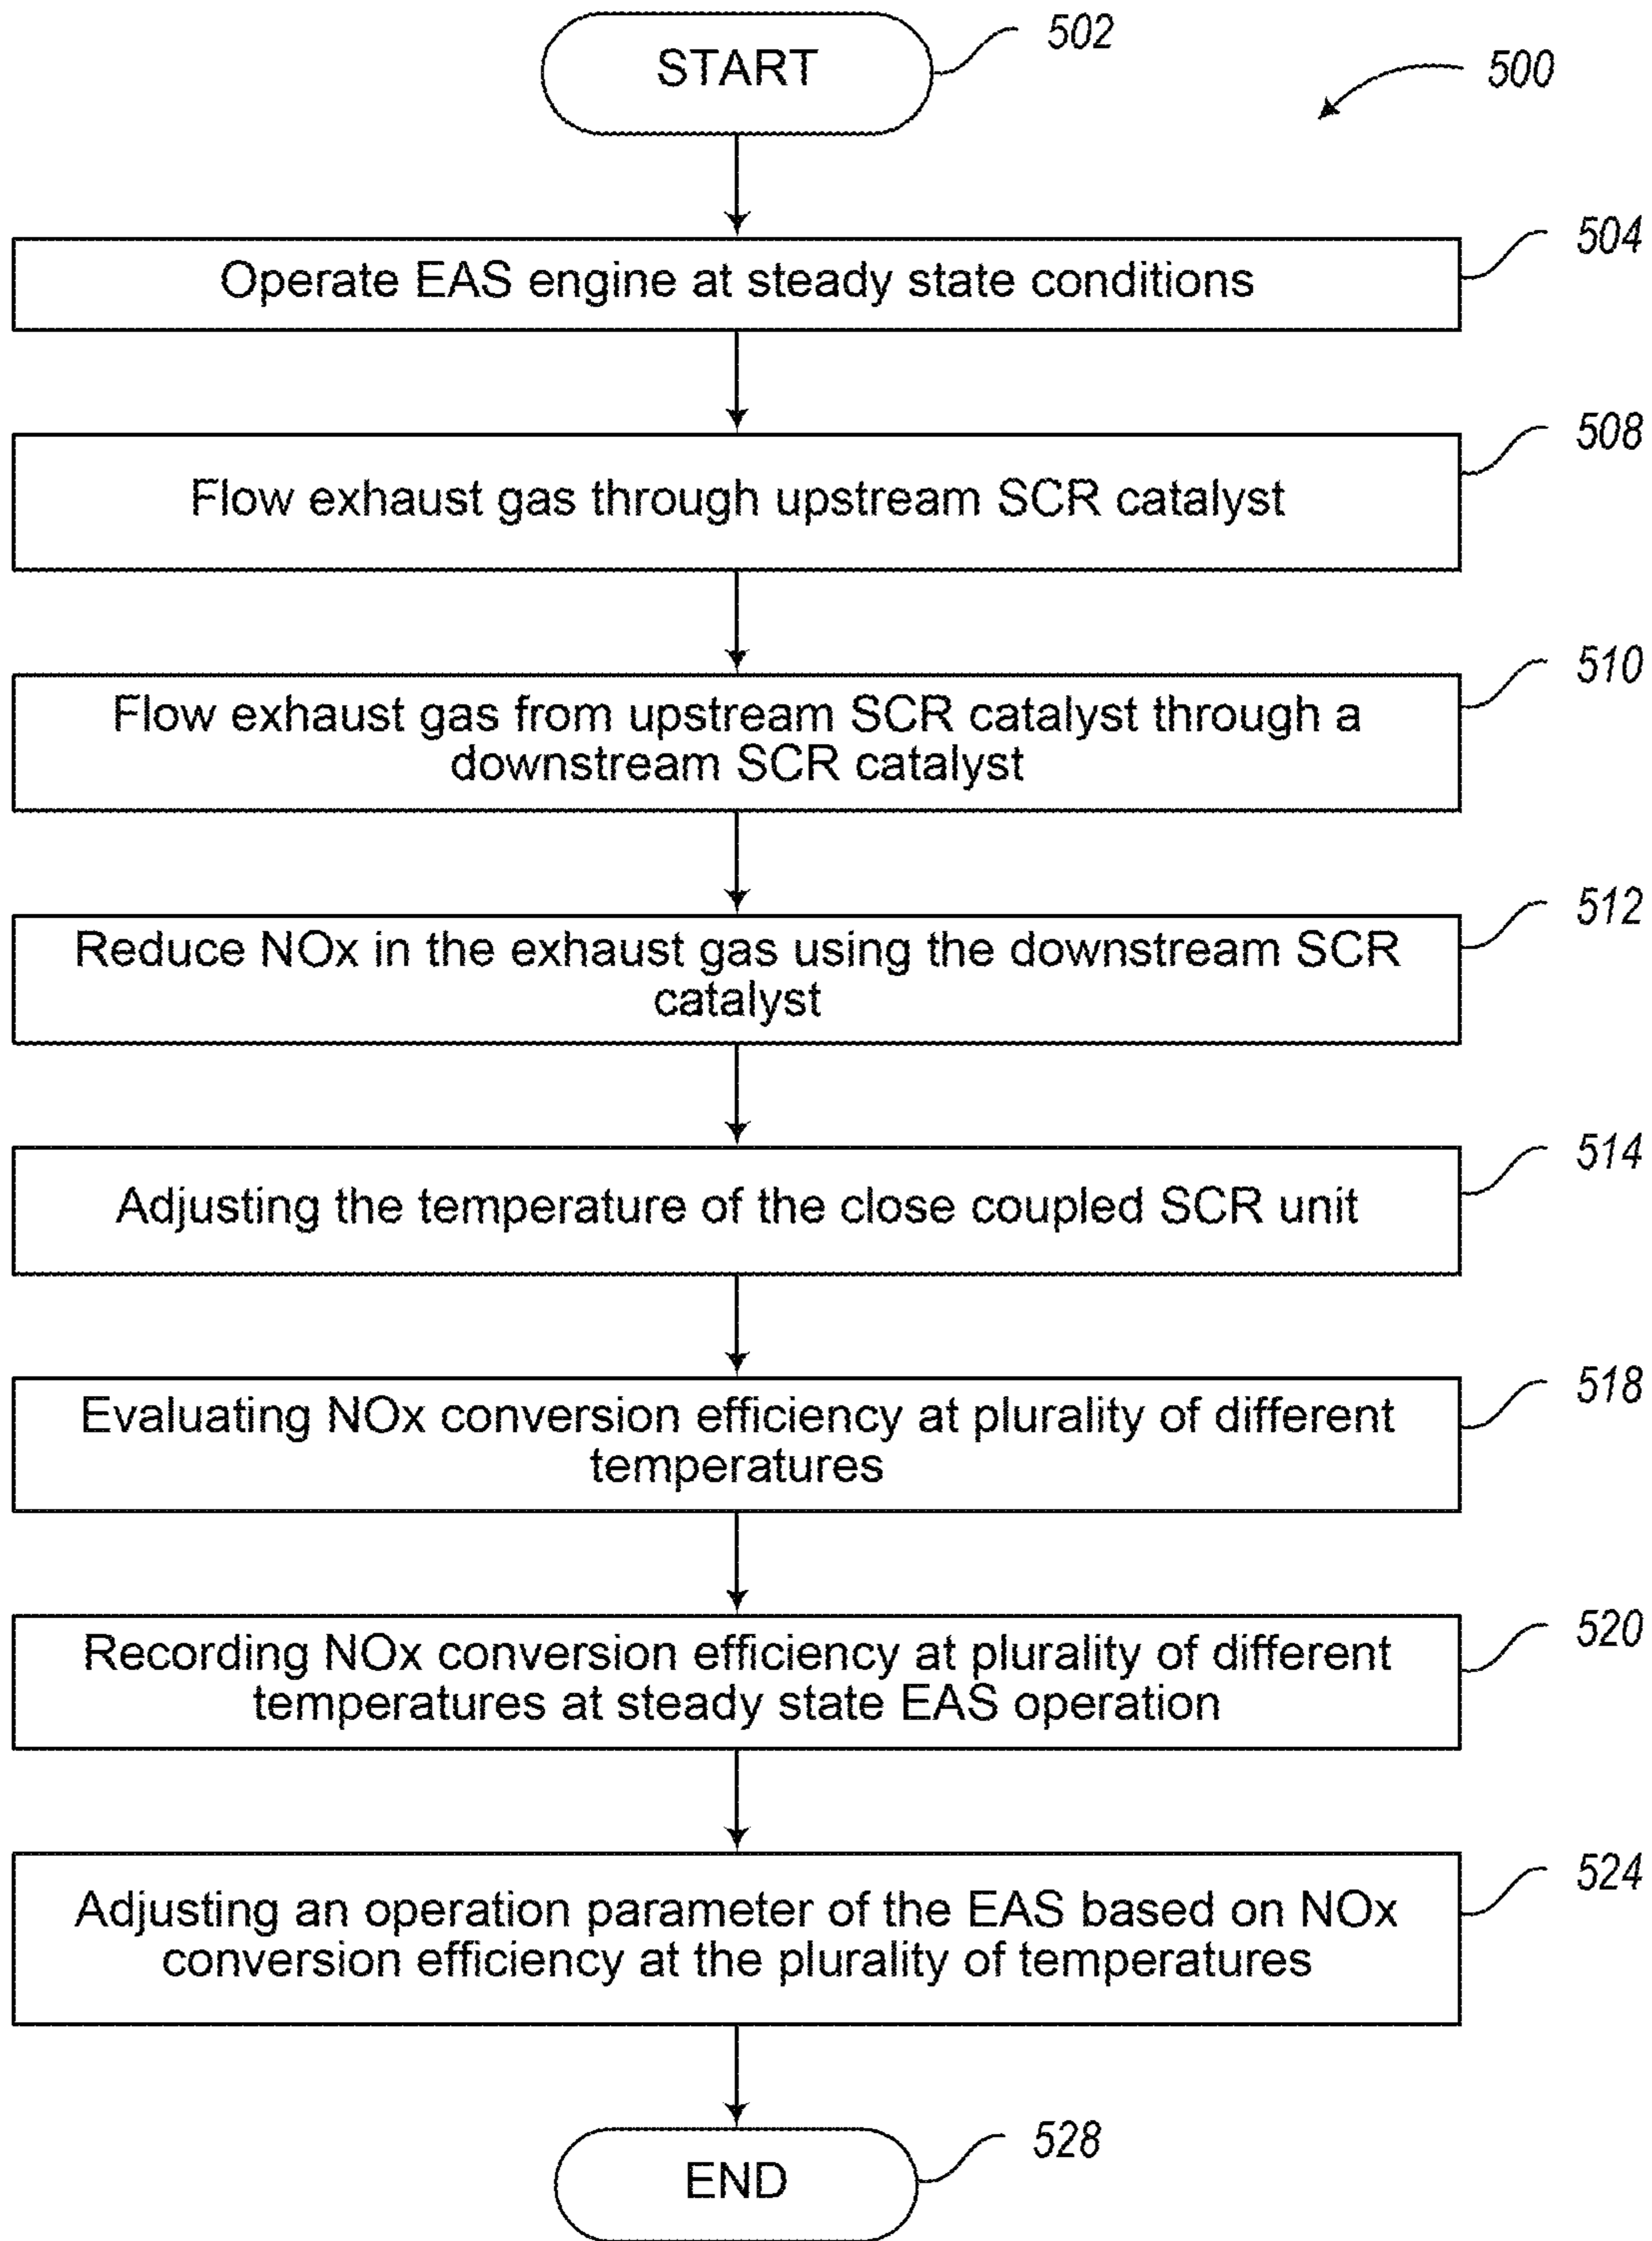 START
502
500
504
Operate EAS engine at steady state conditions
508
Flow exhaust gas through upstream SCR catalyst
510
Flow exhaust gas from upstream SCR catalyst through a
downstream SCR catalyst
512
Reduce NOx in the exhaust gas using the downstream SCR
catalyst
514
Adjusting the temperature of the close coupled SCR unit
518
Evaluating NOx conversion efficiency at plurality of different
temperatures
520
Recording NOx conversion efficiency at plurality of different
temperatures at steady state EAS operation
524
Adjusting an operation parameter of the EAS based on NOx
conversion efficiency at the plurality of temperatures
528
END